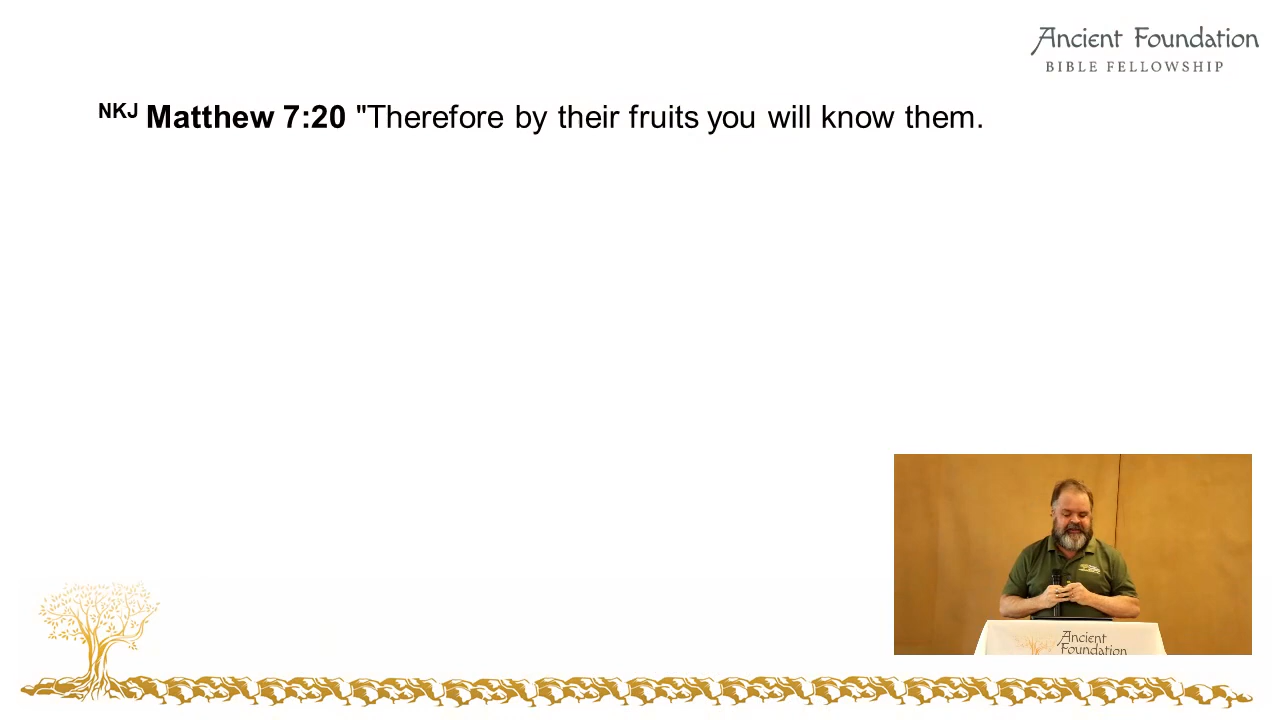 Ancient Foundation
BIBLE FELLOWSHIP
NKJ Matthew 7:20 "Therefore by their fruits you will know them.
Ancient
Foundation